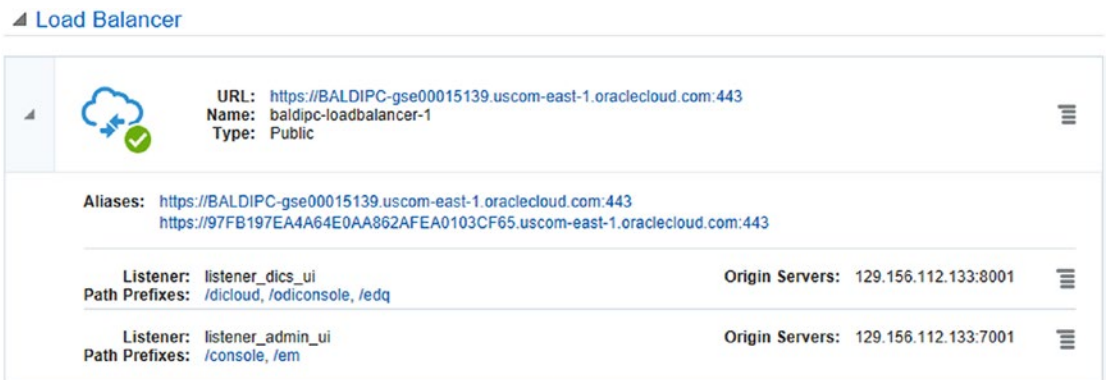 Load Balancer
URL: https://BALDIPC-gse00015139.uscom-east-1.oraclecloud.com:443
Name: baldipc-loadbalancer-1
Type: Public
Aliases: https://BALDIPC-gse00015139.uscom-east-1.oraclecloud.com:443
https://97FB197EA4A64E0AA862AFEA0103CF65.uscom-east-1.oraclecloud.com:443
Listener: listener_dics_ui Origin Servers: 129.156.112.133:8001
Path Prefixes: /dicloud, /odiconsole, /edq
Listener: listener_admin_ui Origin Servers: 129.156.112.133:7001
Path Prefixes: /console, /em